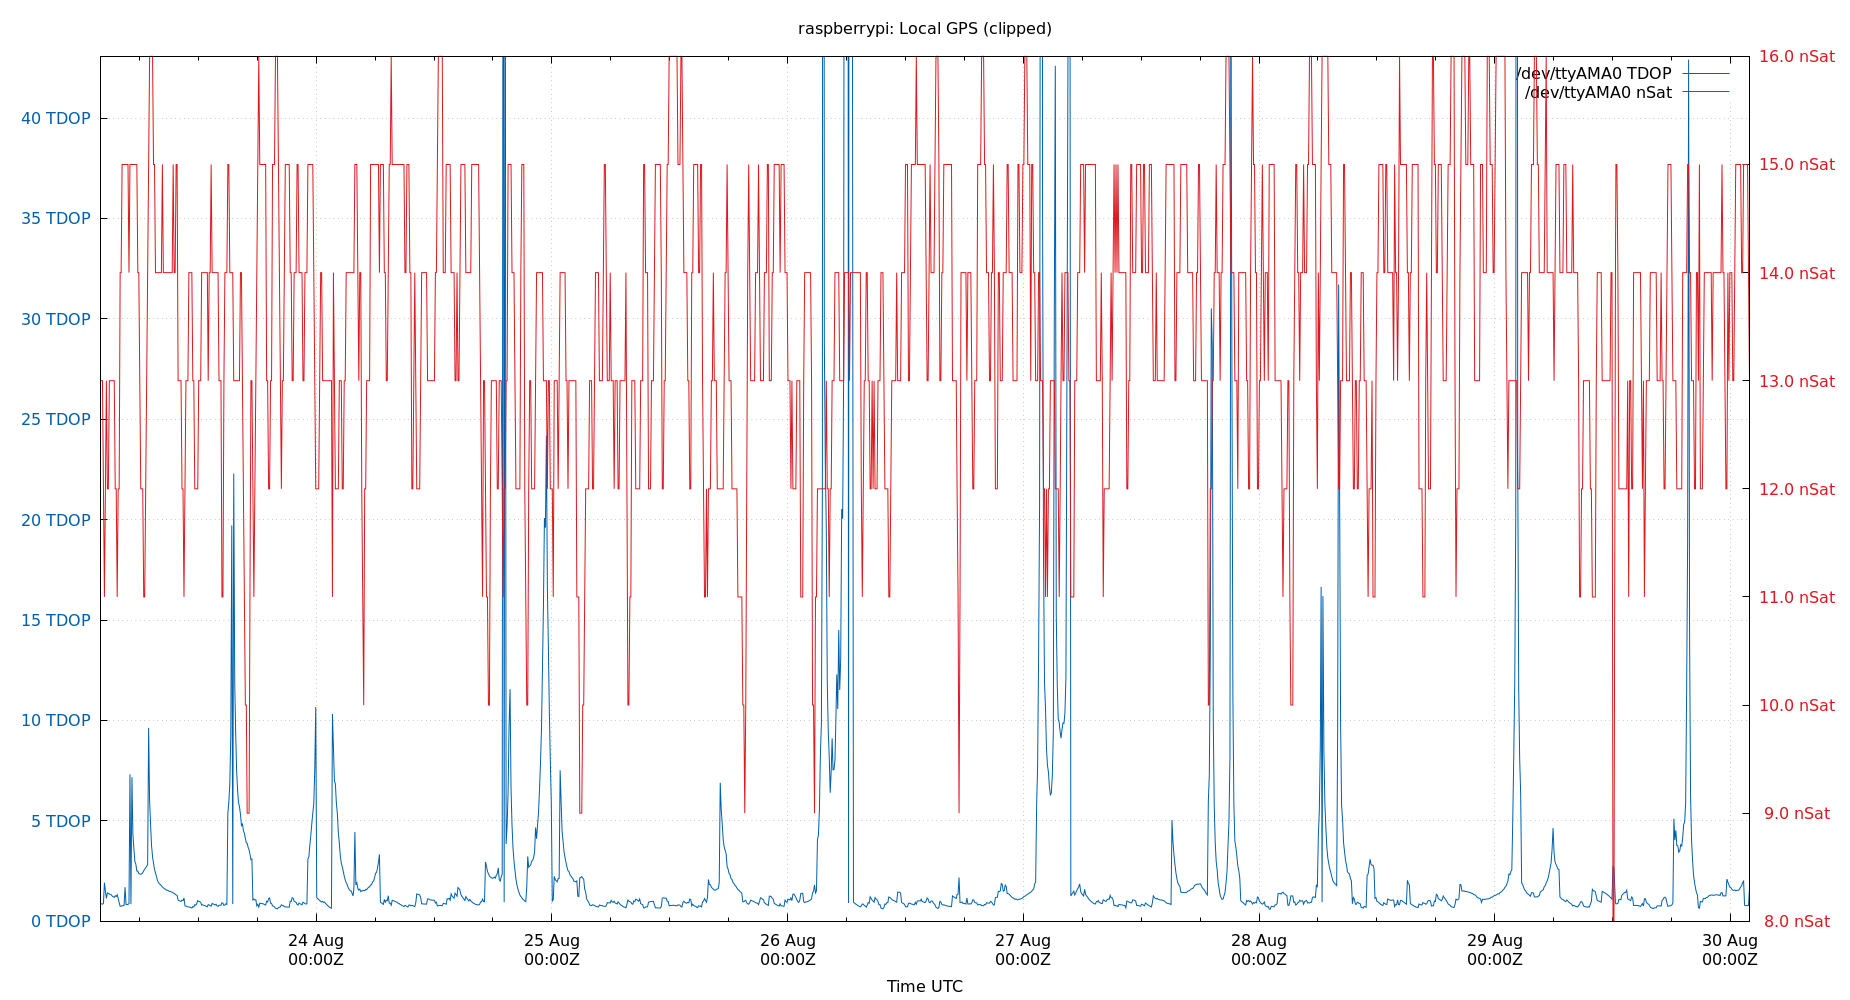 raspberrypi: Local GPS (clipped)
16.0 nSat
/dev/ttyAMA0 TDOP
/dev/ttyAMA0 nSat
40 TDOP
15.0 nSat
35 TDOP
14.0 nSat
30 TDOP
13.0 nSat
25 TDOP
12.0 nSat
20 TDOP
11.0 nSat
15 TDOP
10.0 nSat
10 TDOP
9.0 nSat
5 TDOP
8.0 nSat
0 TDOP
24 Aug 25 Aug 26 Aug 27 Aug 28 Aug 29 Aug 30 Aug
00:00Z 00:00Z 00:00Z 00:00Z 00:00Z 00:00Z 00:00Z
Time UTC